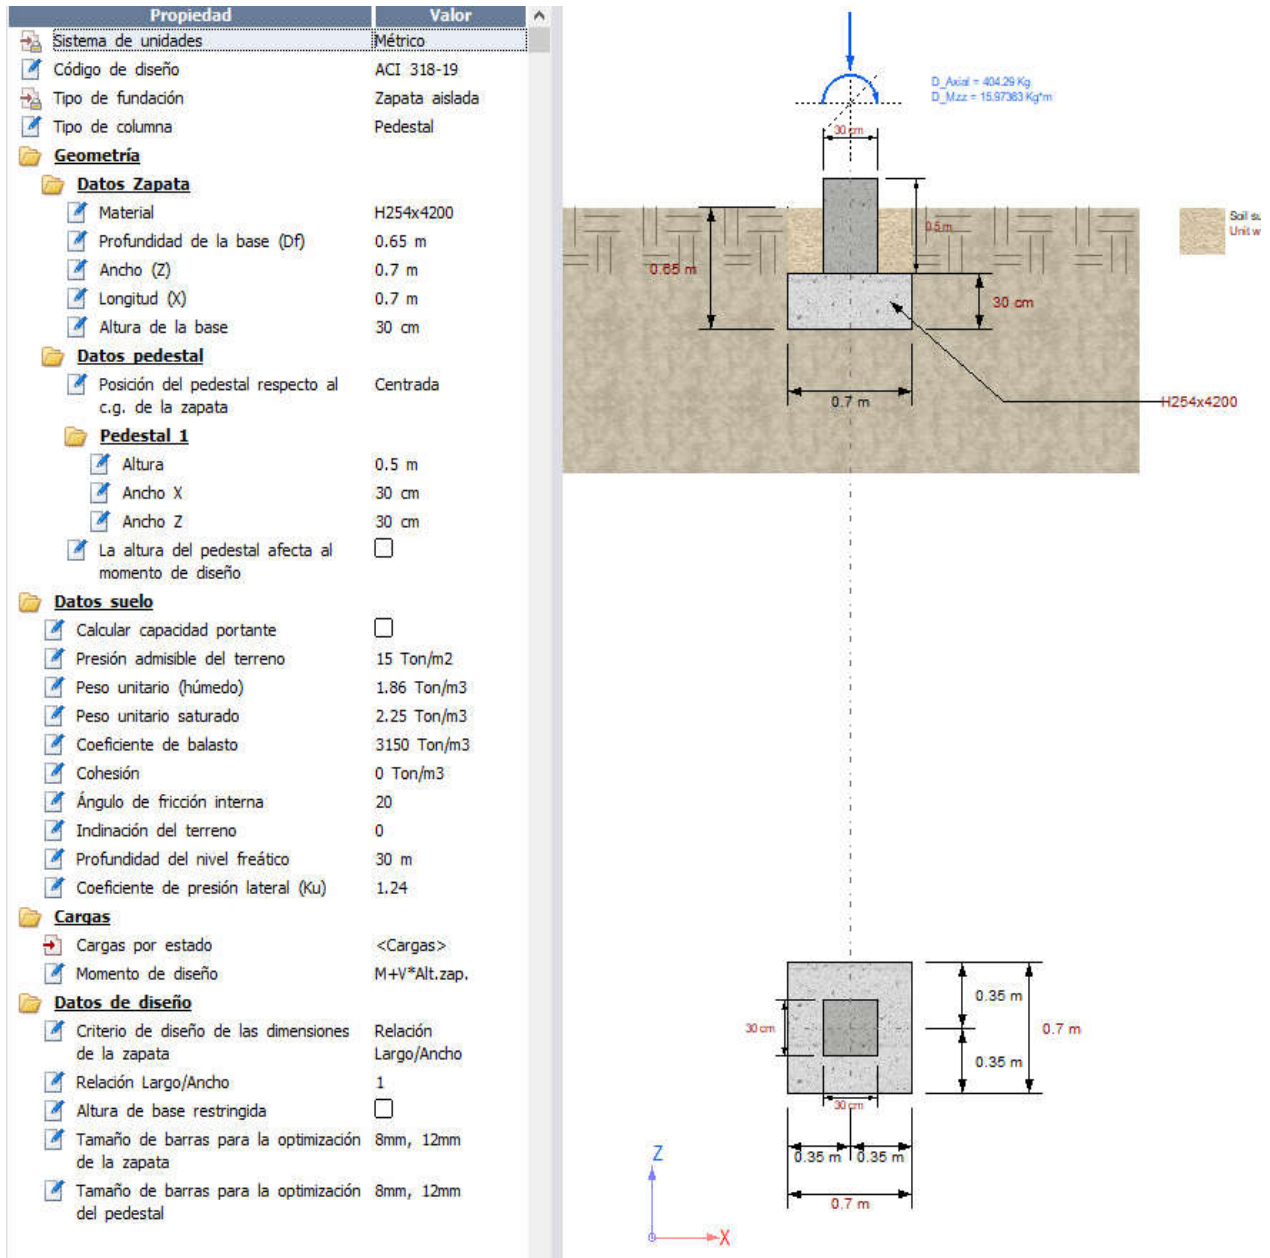 Propiedad Valor
Sistema de unidades Métrico
Código de diseño ACI 318-19
Tipo de fundación Zapata aislada
Tipo de columna Pedestal
Geometría
Datos Zapata
Material H254x4200
Profundidad de la base (Df) 0.65 m
Ancho (Z) 0.7 m
Longitud (X) 0.7 m
Altura de la base 30 cm
Datos pedestal
Posición del pedestal respecto al Centrada
c.g. de la zapata
Pedestal 1
Altura 0.5 m
Ancho X 30 cm
Ancho Z 30 cm
La altura del pedestal afecta al
momento de diseño
Datos suelo
Calcular capacidad portante
Presión admisible del terreno 15 Ton/m2
Peso unitario (húmedo) 1.86 Ton/m3
Peso unitario saturado 2.25 Ton/m3
Coeficiente de balasto 3150 Ton/m3
Cohesión 0 Ton/m3
Ángulo de fricción interna 20
Inclinación del terreno 0
Profundidad del nivel freático 30 m
Coeficiente de presión lateral (Ku) 1.24
Cargas
Cargas por estado <Cargas>
Momento de diseño M+V*Alt.zap.
Datos de diseño
Criterio de diseño de las dimensiones Relación
de la zapata Largo/Ancho
Relación Largo/Ancho 1
Altura de base restringida
Tamaño de barras para la optimización 8mm, 12mm
de la zapata
Tamaño de barras para la optimización 8mm, 12mm
del pedestal
D_Axial = 404.29 Kg
D_Mzz = 15.97363 Kg*m
30 cm
Soil su
Unit w
0.5 m
0.65 m
30 cm
0.7 m
H254x4200
0.35 m
30 cm
0.7 m
0.35 m
30 cm
0.35 m 0.35 m
0.7 m
Z
X